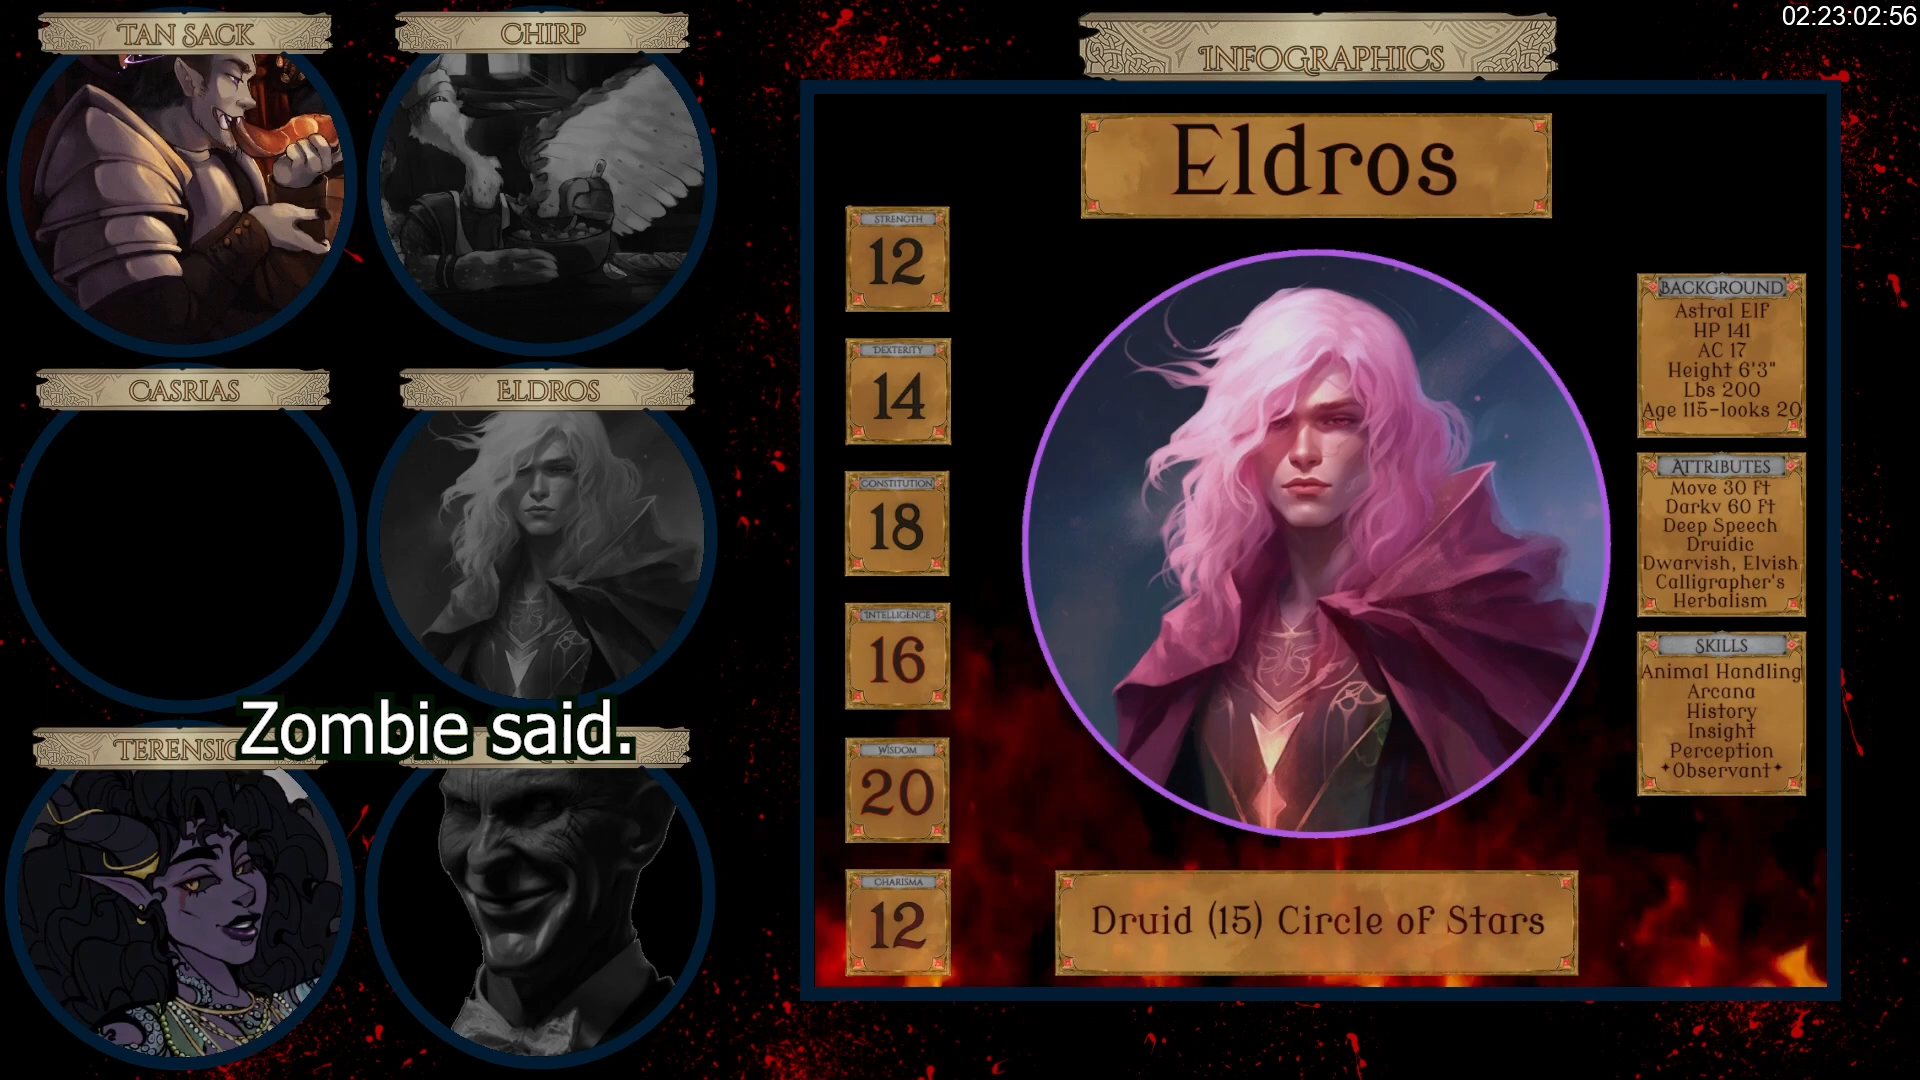 02:23:02:56
TAN SACK
CHIRP
INFOGRAPHICS
Eldros
STRENGTH
12
DEXTERITY
14
CONSTITUTION
18
INTELLIGENCE
16
WISDOM
20
CHARISMA
12
BACKGROUND
Astral Elf
HP 141
AC 17
Height 6'3"
Lbs 200
Age 115-looks 20
ATTRIBUTES
Move 30 ft
Darkv 60 ft
Deep Speech
Druidic
Dwarvish, Elvish
Calligrapher's
Herbalism
SKILLS
Animal Handling
Arcana
History
Insight
Perception
✦Observant✦
Druid (15) Circle of Stars
CASRIAS
ELDROS
Zombie said.